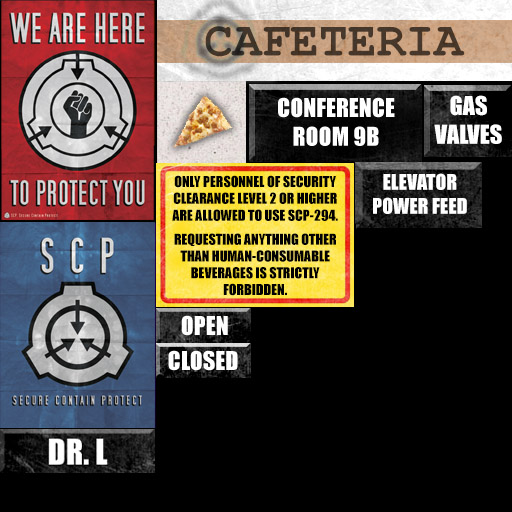 WE ARE HERE
TO PROTECT YOU
SCP Secure Contain Protect
CAFETERIA
CONFERENCE
ROOM 9B
GAS
VALVES
ONLY PERSONNEL OF SECURITY
CLEARANCE LEVEL 2 OR HIGHER
ARE ALLOWED TO USE SCP-294.
REQUESTING ANYTHING OTHER
THAN HUMAN-CONSUMABLE
BEVERAGES IS STRICTLY
FORBIDDEN.
ELEVATOR
POWER FEED
SCP
SECURE CONTAIN PROTECT
OPEN
CLOSED
DR. L